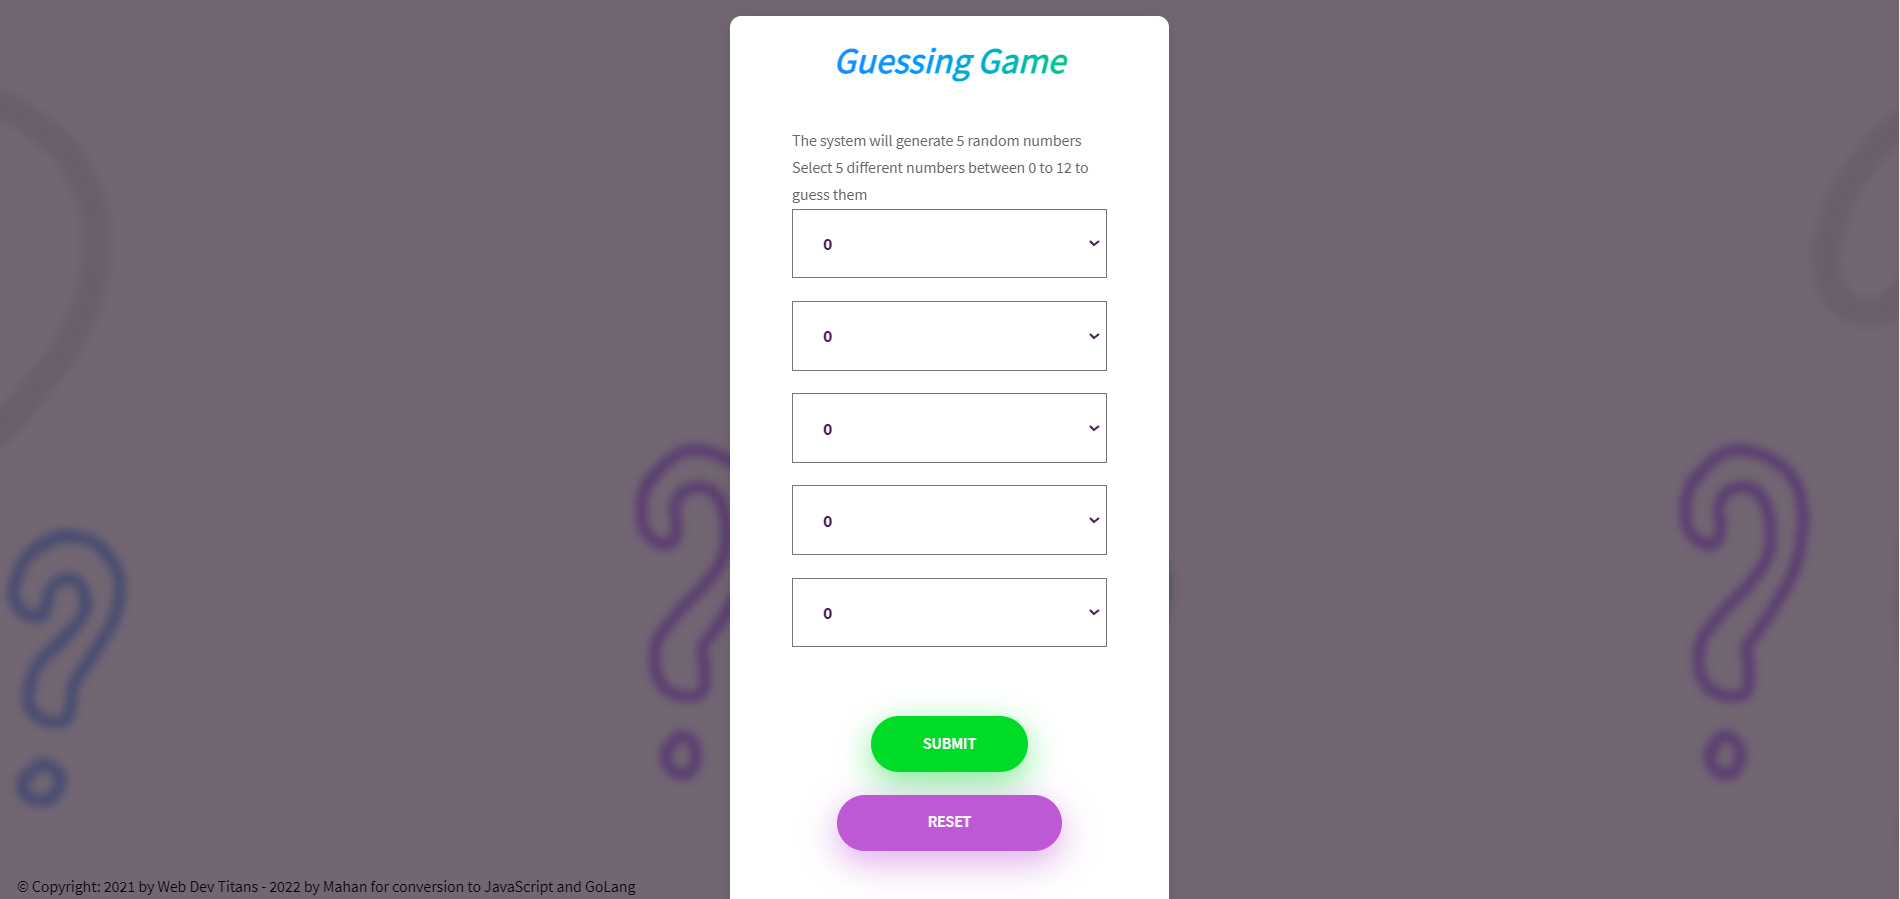 Guessing Game
The system will generate 5 random numbers
Select 5 different numbers between 0 to 12 to
guess them
0
0
0
0
0
SUBMIT
RESET
© Copyright: 2021 by Web Dev Titans - 2022 by Mahan for conversion to JavaScript and GoLang